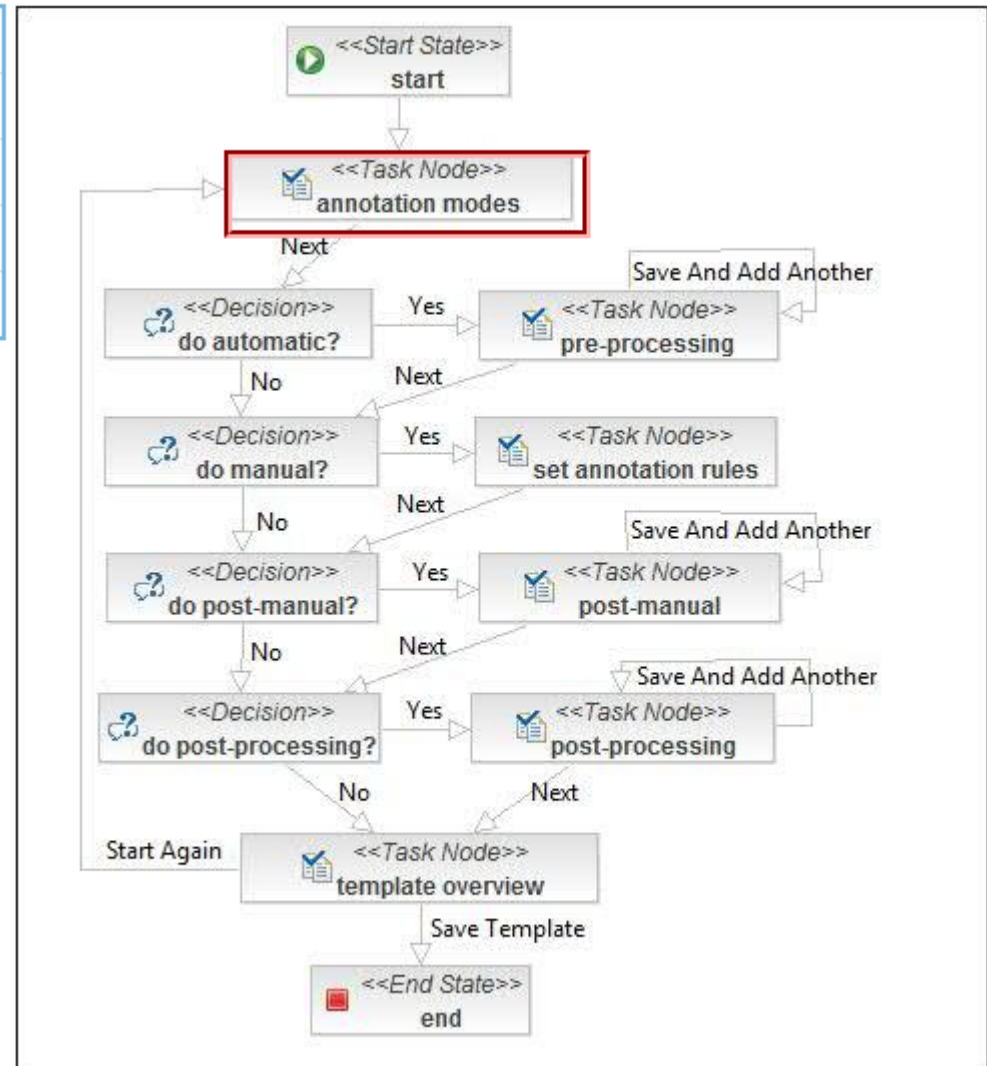 <<Start State>>
start
<<Task Node>>
annotation modes
Next
Save And Add Another
<<Decision>>
do automatic?
Yes
<<Task Node>>
pre-processing
No
Next
<<Decision>>
do manual?
Yes
<<Task Node>>
set annotation rules
No
Next
Save And Add Another
<<Decision>>
do post-manual?
Yes
<<Task Node>>
post-manual
No
Next
Save And Add Another
<<Decision>>
do post-processing?
Yes
<<Task Node>>
post-processing
No
Next
Start Again
<<Task Node>>
template overview
Save Template
<<End State>>
end